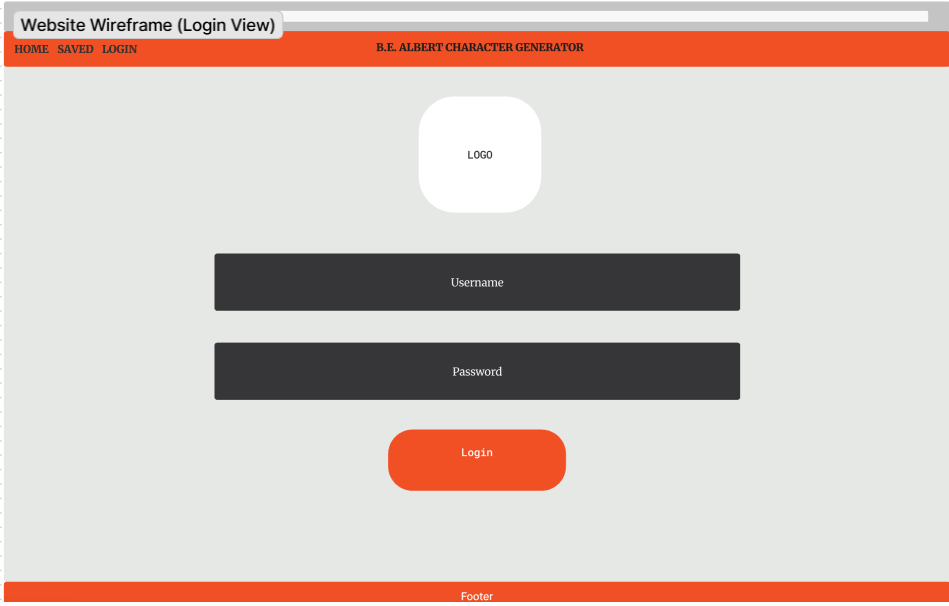 Website Wireframe (Login View)
HOME SAVED LOGIN
B.E. ALBERT CHARACTER GENERATOR
LOGO
Username
Password
Login
Footer